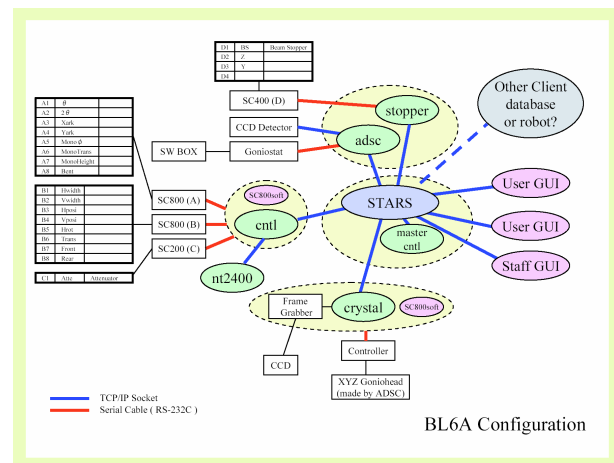 D1 BS Beam Stopper
D2 Z
D3 Y
D4
SC400 (D)
CCD Detector
SW BOX
Goniostat
stopper
adsc
Other Client
database
or robot?
A1 θ
A2 2θ
A3 Xark
A4 Yark
A5 Mono φ
A6 MonoTrans
A7 MonoHeight
A8 Bent
B1 Hwidth
B2 Vwidth
B3 Hposi
B4 Vposi
B5 Hrot
B6 Trans
B7 Front
B8 Rear
C1 Atte Attenuator
SC800 (A)
SC800 (B)
SC200 (C)
SC800soft
cntl
nt2400
STARS
master
cntl
User GUI
User GUI
Staff GUI
Frame
Grabber
crystal
SC800soft
CCD
Controller
XYZ Goniohead
(made by ADSC)
TCP/IP Socket
Serial Cable ( RS-232C )
BL6A Configuration